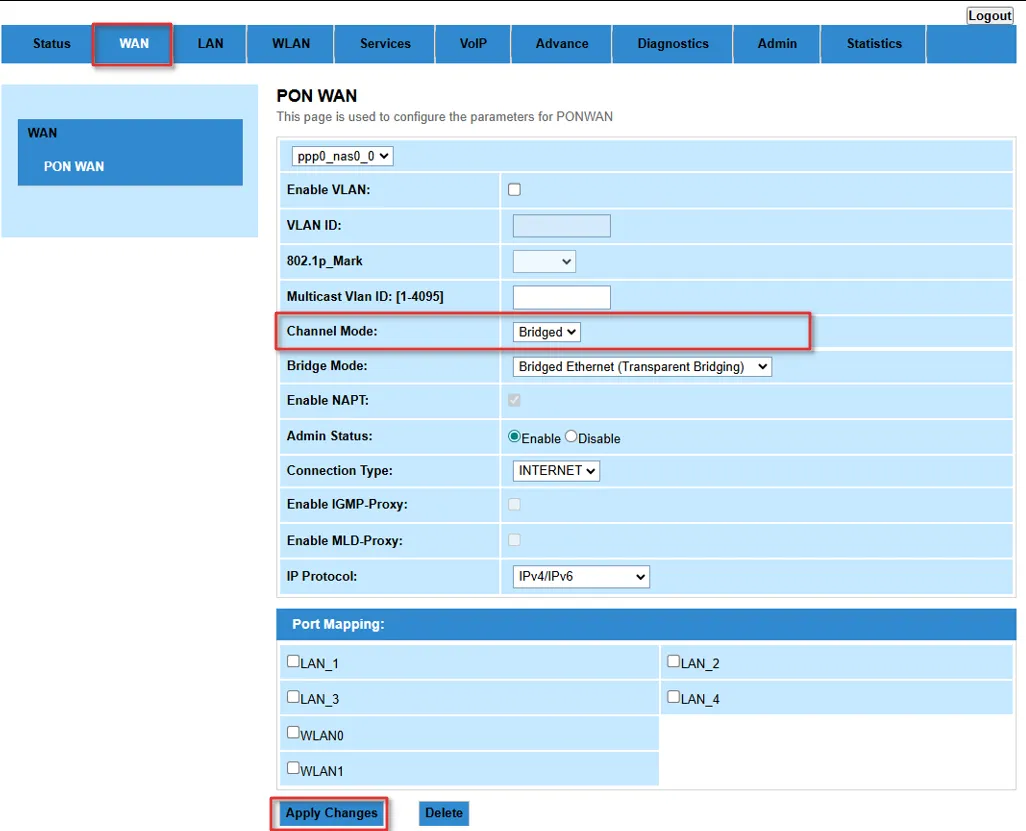 Logout
Status WAN LAN WLAN Services VoIP Advance Diagnostics Admin Statistics
WAN
PON WAN
PON WAN
This page is used to configure the parameters for PONWAN
ppp0_nas0_0
Enable VLAN:
VLAN ID:
802.1p_Mark
Multicast Vlan ID: [1-4095]
Channel Mode: Bridged
Bridge Mode: Bridged Ethernet (Transparent Bridging)
Enable NAPT:
Admin Status: Enable Disable
Connection Type: INTERNET
Enable IGMP-Proxy:
Enable MLD-Proxy:
IP Protocol: IPv4/IPv6
Port Mapping:
LAN_1 LAN_2
LAN_3 LAN_4
WLAN0
WLAN1
Apply Changes Delete